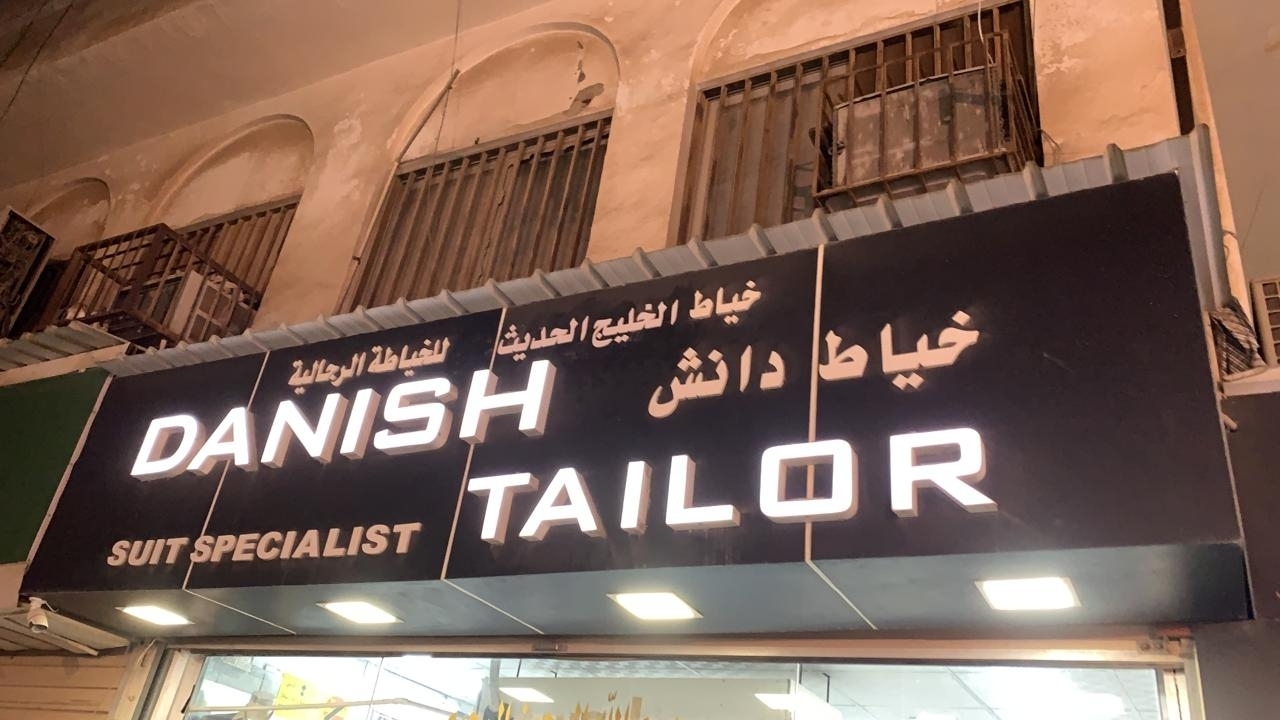 خياط الخليج الحديث للخياطة الرجالية
خياط دانش
DANISH
TAILOR
SUIT SPECIALIST